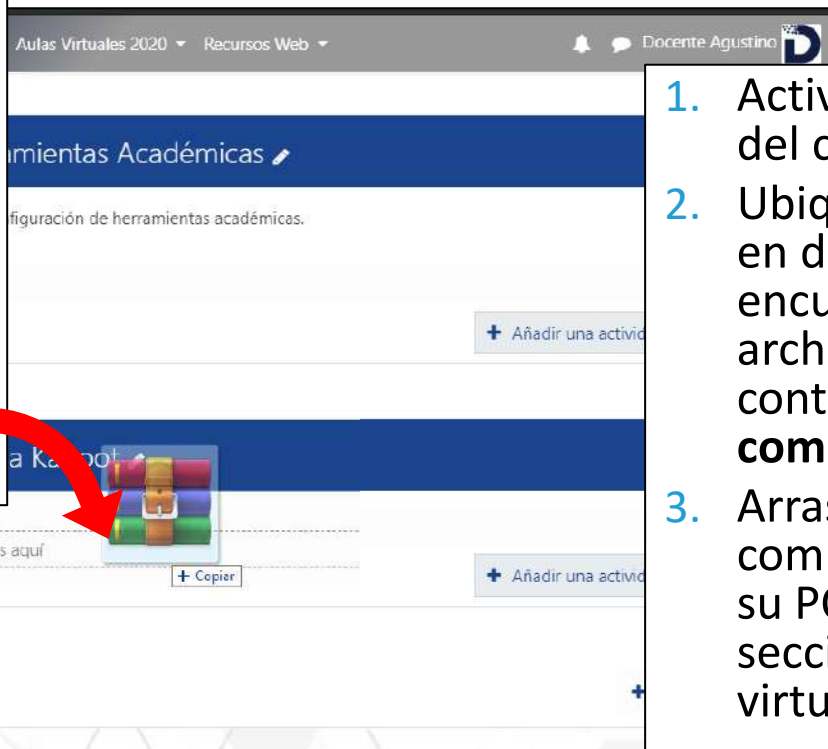 Aulas Virtuales 2020 Recursos Web Docente Agustino
mientas Académicas
figuración de herramientas académicas.
+ Añadir una activid
a Ka oot
s aquí
+ Copiar
+ Añadir una activid
+
1. Activ
del c
2. Ubiq
en d
encu
arch
cont
com
3. Arras
com
su PC
secci
virtu